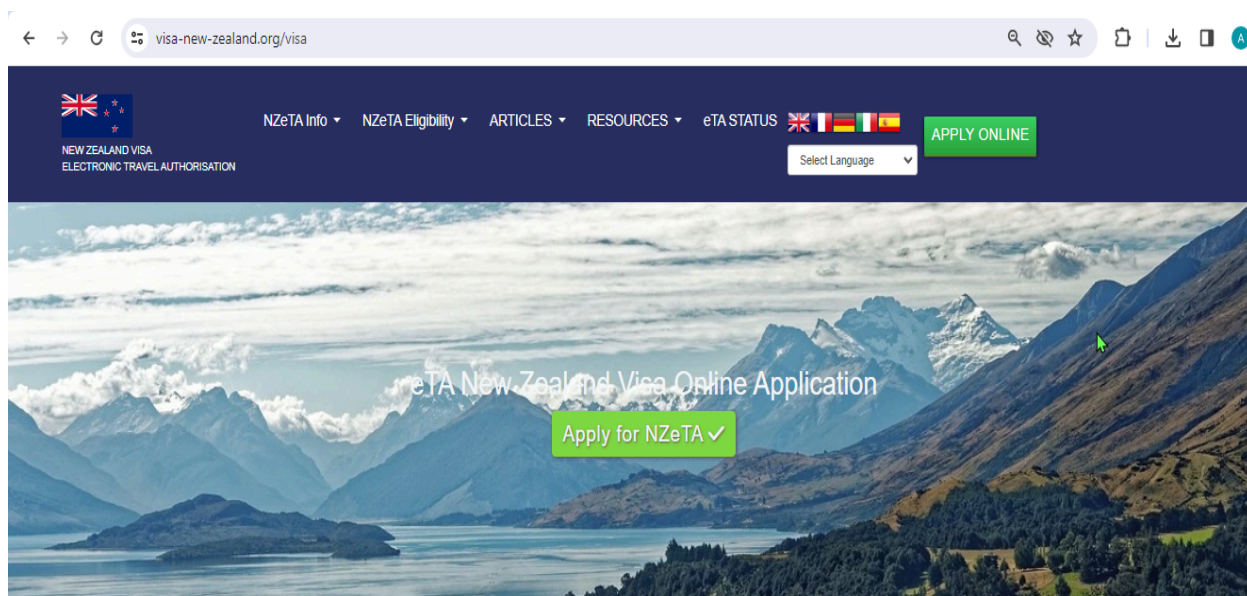 visa-new-zealand.org/visa
A
NZeTA Info
NZeTA Eligibility
ARTICLES
RESOURCES
eTA STATUS
APPLY ONLINE
NEW ZEALAND VISA
ELECTRONIC TRAVEL AUTHORISATION
Select Language
eTA New Zealand Visa Online Application
Apply for NZeTA